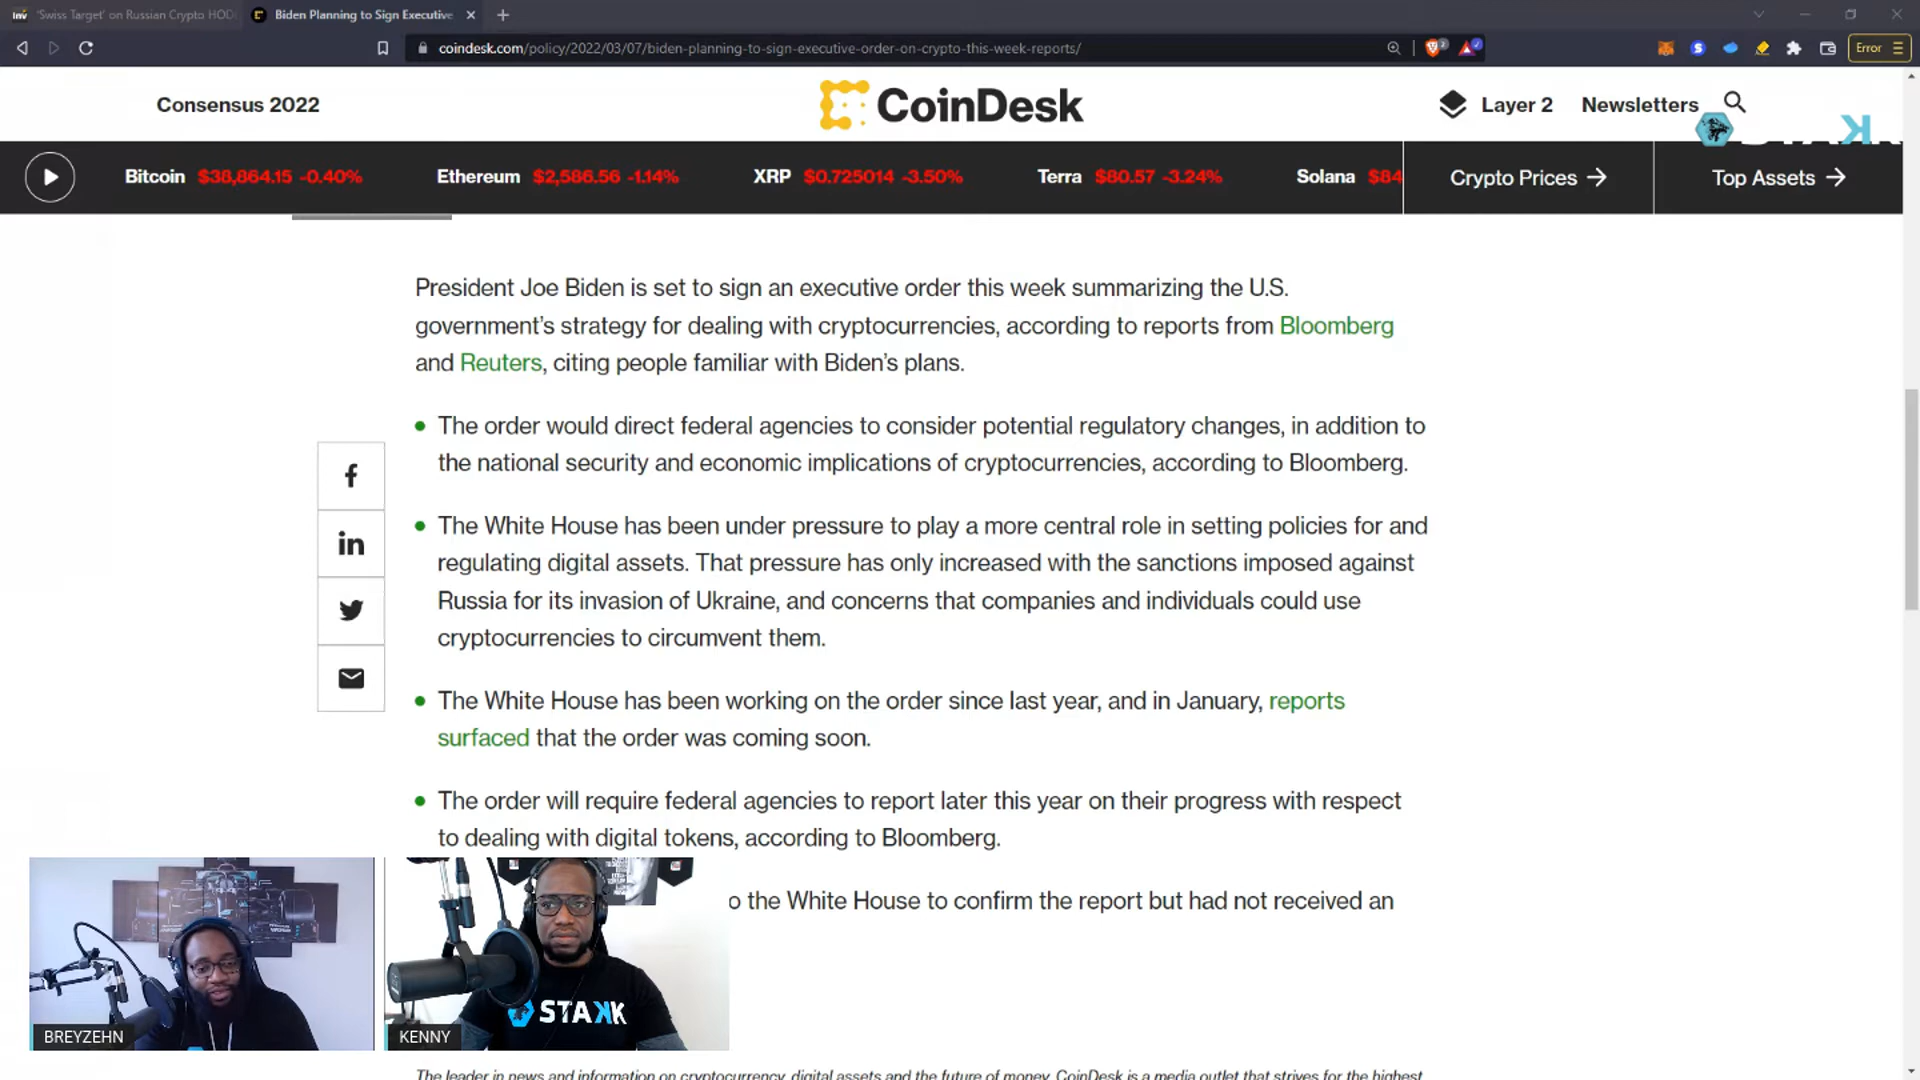 'Swiss Target' on Russian Crypto HOD
Biden Planning to Sign Executive
coindesk.com/policy/2022/03/07/biden-planning-to-sign-executive-order-on-crypto-this-week-reports/
Error
Consensus 2022
CoinDesk
Layer 2
Newsletters
Bitcoin $38,864.15 -0.40%
Ethereum $2,586.56 -1.14%
XRP $0.725014 -3.50%
Terra $80.57 -3.24%
Solana $84
Crypto Prices →
Top Assets →
President Joe Biden is set to sign an executive order this week summarizing the U.S.
government's strategy for dealing with cryptocurrencies, according to reports from Bloomberg
and Reuters, citing people familiar with Biden's plans.
• The order would direct federal agencies to consider potential regulatory changes, in addition to
the national security and economic implications of cryptocurrencies, according to Bloomberg.
• The White House has been under pressure to play a more central role in setting policies for and
regulating digital assets. That pressure has only increased with the sanctions imposed against
Russia for its invasion of Ukraine, and concerns that companies and individuals could use
cryptocurrencies to circumvent them.
• The White House has been working on the order since last year, and in January, reports
surfaced that the order was coming soon.
• The order will require federal agencies to report later this year on their progress with respect
to dealing with digital tokens, according to Bloomberg.
o the White House to confirm the report but had not received an
STAKK
BREYZEHN
KENNY
The leader in news and information on cryptocurrency, digital assets and the future of money, CoinDesk is a media outlet that strives for the highest